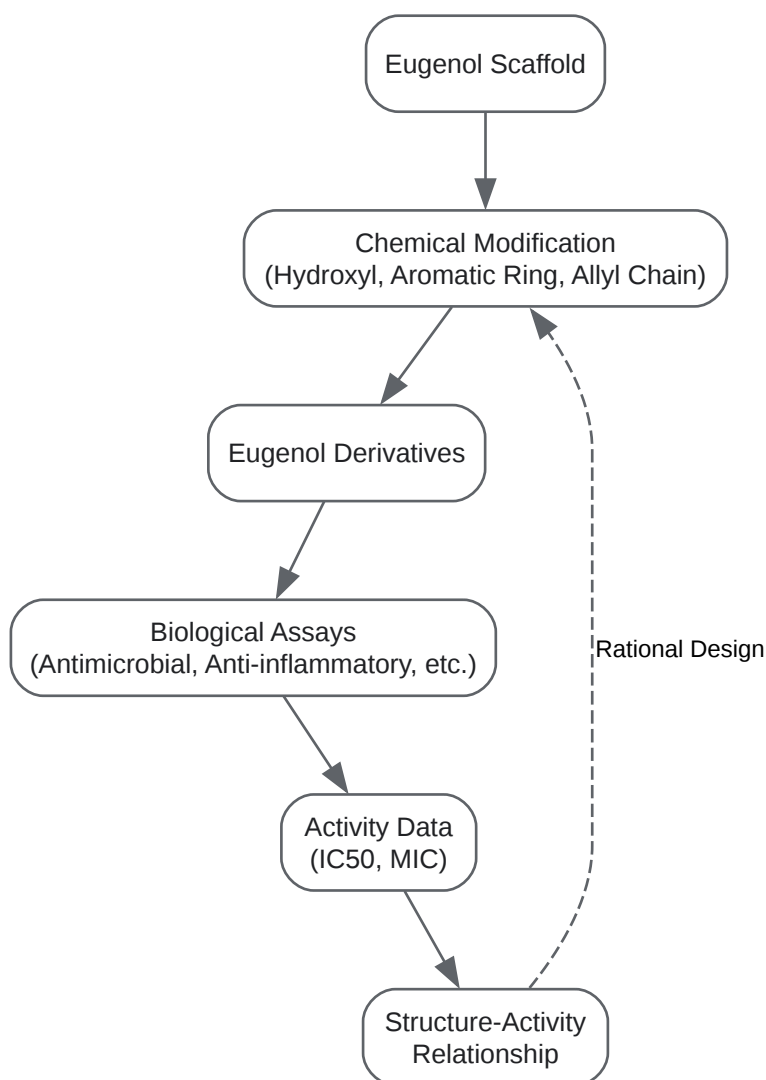 Eugenol Scaffold
Chemical Modification
(Hydroxyl, Aromatic Ring, Allyl Chain)
Eugenol Derivatives
Biological Assays
(Antimicrobial, Anti-inflammatory, etc.)
Rational Design
Activity Data
(IC50, MIC)
Structure-Activity
Relationship